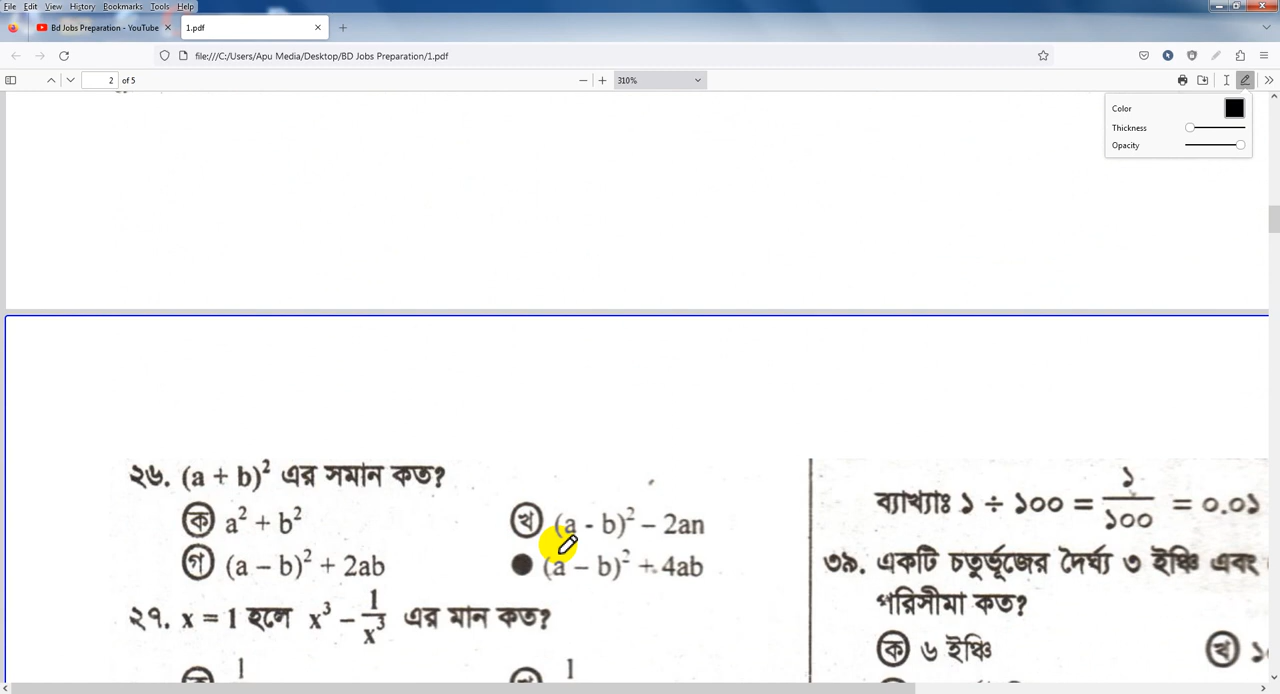 File Edit View History Bookmarks Tools Help
Bd Jobs Preparation - YouTube
1.pdf
file:///C:/Users/Apu Media/Desktop/BD Jobs Preparation/1.pdf
2 of 5
310%
Color
Thickness
Opacity
২৬. (a + b)² এর সমান কত?
ক a² + b²
খ (a - b)² – 2an
গ (a – b)² + 2ab
(a – b)² + 4ab
২৭. x = 1 হলে x³ – 1/x³ এর মান কত?
1
1
ব্যাখ্যাঃ ১ ÷ ১০০ = ১/১০০ = ০.০১
৩৯. একটি চতুর্ভূজের দৈর্ঘ্য ৩ ইঞ্চি এবং
পরিসীমা কত?
ক ৬ ইঞ্চি
খ